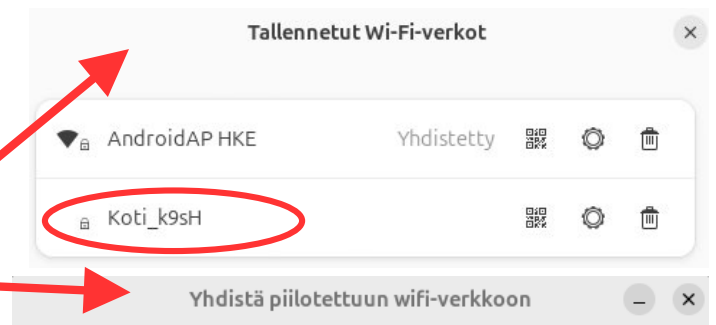 Tallennetut Wi-Fi-verkot
AndroidAP HKE Yhdistetty
Koti_k9sH
Yhdistä piilotettuun wifi-verkkoon